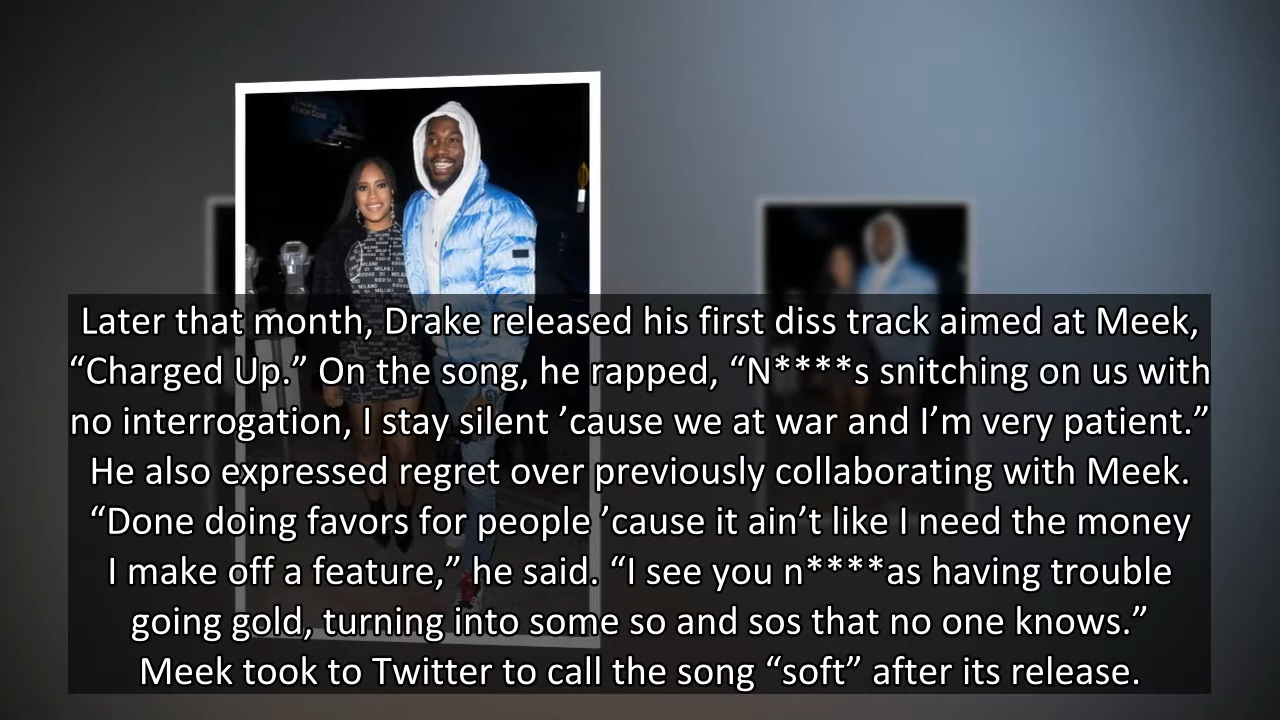 Later that month, Drake released his first diss track aimed at Meek,
“Charged Up.” On the song, he rapped, “N****s snitching on us with
no interrogation, I stay silent ’cause we at war and I’m very patient.”
He also expressed regret over previously collaborating with Meek.
“Done doing favors for people ’cause it ain’t like I need the money
I make off a feature,” he said. “I see you n****as having trouble
going gold, turning into some so and sos that no one knows.”
Meek took to Twitter to call the song “soft” after its release.